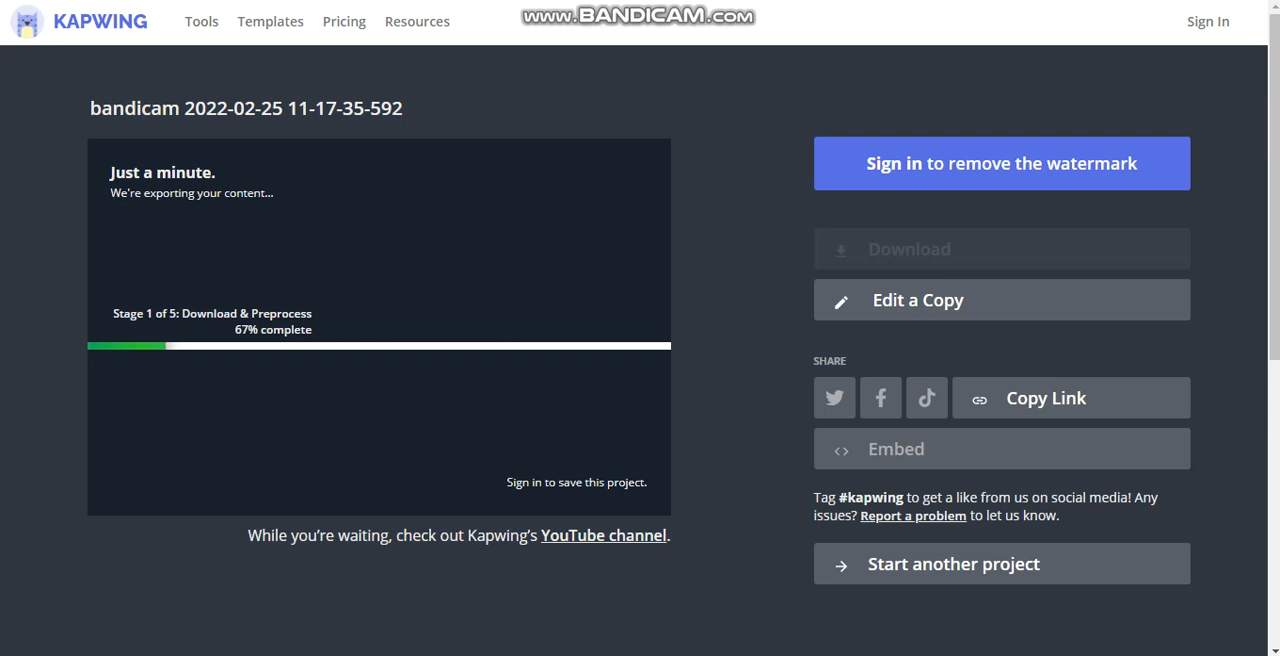 KAPWING
Tools Templates Pricing Resources
www.BANDICAM.com
Sign In
bandicam 2022-02-25 11-17-35-592
Just a minute.
We're exporting your content...
Stage 1 of 5: Download & Preprocess
67% complete
Sign in to save this project.
While you're waiting, check out Kapwing's YouTube channel.
Sign in to remove the watermark
Download
Edit a Copy
SHARE
Copy Link
Embed
Tag #kapwing to get a like from us on social media! Any
issues? Report a problem to let us know.
Start another project